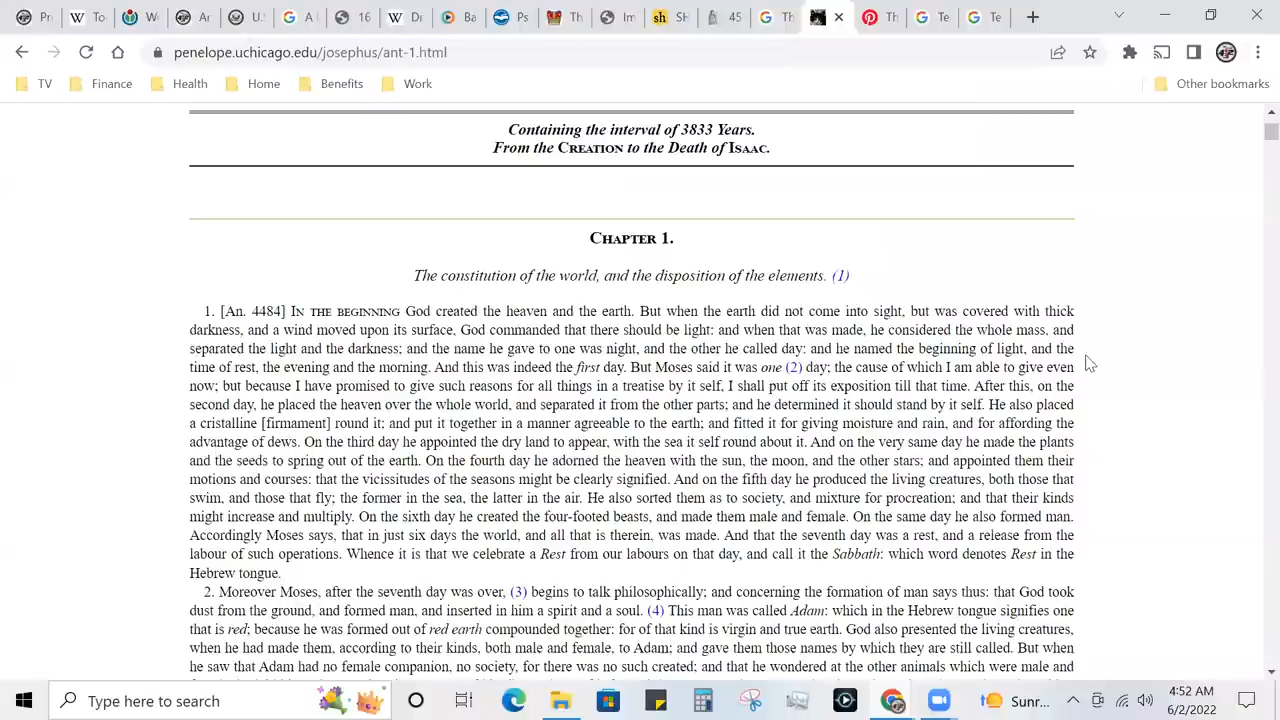 Pr
W To
We
Ar
U.S
G A
16
W Dr
Ba
Ps
Th
Im
sh SH
45
G Th
Th
G Te
G Te
penelope.uchicago.edu/josephus/ant-1.html
TV Finance Health Home Benefits Work Other bookmarks
Containing the interval of 3833 Years.
From the CREATION to the Death of ISAAC.
CHAPTER 1.
The constitution of the world, and the disposition of the elements. (1)
1. [An. 4484] IN THE BEGINNING God created the heaven and the earth. But when the earth did not come into sight, but was covered with thick
darkness, and a wind moved upon its surface, God commanded that there should be light: and when that was made, he considered the whole mass, and
separated the light and the darkness; and the name he gave to one was night, and the other he called day: and he named the beginning of light, and the
time of rest, the evening and the morning. And this was indeed the first day. But Moses said it was one (2) day; the cause of which I am able to give even
now; but because I have promised to give such reasons for all things in a treatise by it self, I shall put off its exposition till that time. After this, on the
second day, he placed the heaven over the whole world, and separated it from the other parts; and he determined it should stand by it self. He also placed
a cristalline [firmament] round it; and put it together in a manner agreeable to the earth; and fitted it for giving moisture and rain, and for affording the
advantage of dews. On the third day he appointed the dry land to appear, with the sea it self round about it. And on the very same day he made the plants
and the seeds to spring out of the earth. On the fourth day he adorned the heaven with the sun, the moon, and the other stars; and appointed them their
motions and courses: that the vicissitudes of the seasons might be clearly signified. And on the fifth day he produced the living creatures, both those that
swim, and those that fly; the former in the sea, the latter in the air. He also sorted them as to society, and mixture for procreation; and that their kinds
might increase and multiply. On the sixth day he created the four-footed beasts, and made them male and female. On the same day he also formed man.
Accordingly Moses says, that in just six days the world, and all that is therein, was made. And that the seventh day was a rest, and a release from the
labour of such operations. Whence it is that we celebrate a Rest from our labours on that day, and call it the Sabbath: which word denotes Rest in the
Hebrew tongue.
2. Moreover Moses, after the seventh day was over, (3) begins to talk philosophically; and concerning the formation of man says thus: that God took
dust from the ground, and formed man, and inserted in him a spirit and a soul. (4) This man was called Adam: which in the Hebrew tongue signifies one
that is red; because he was formed out of red earth compounded together: for of that kind is virgin and true earth. God also presented the living creatures,
when he had made them, according to their kinds, both male and female, to Adam; and gave them those names by which they are still called. But when
he saw that Adam had no female companion, no society, for there was no such created; and that he wondered at the other animals which were male and
Type here to search
Sunr...
4:52 AM
6/2/2022